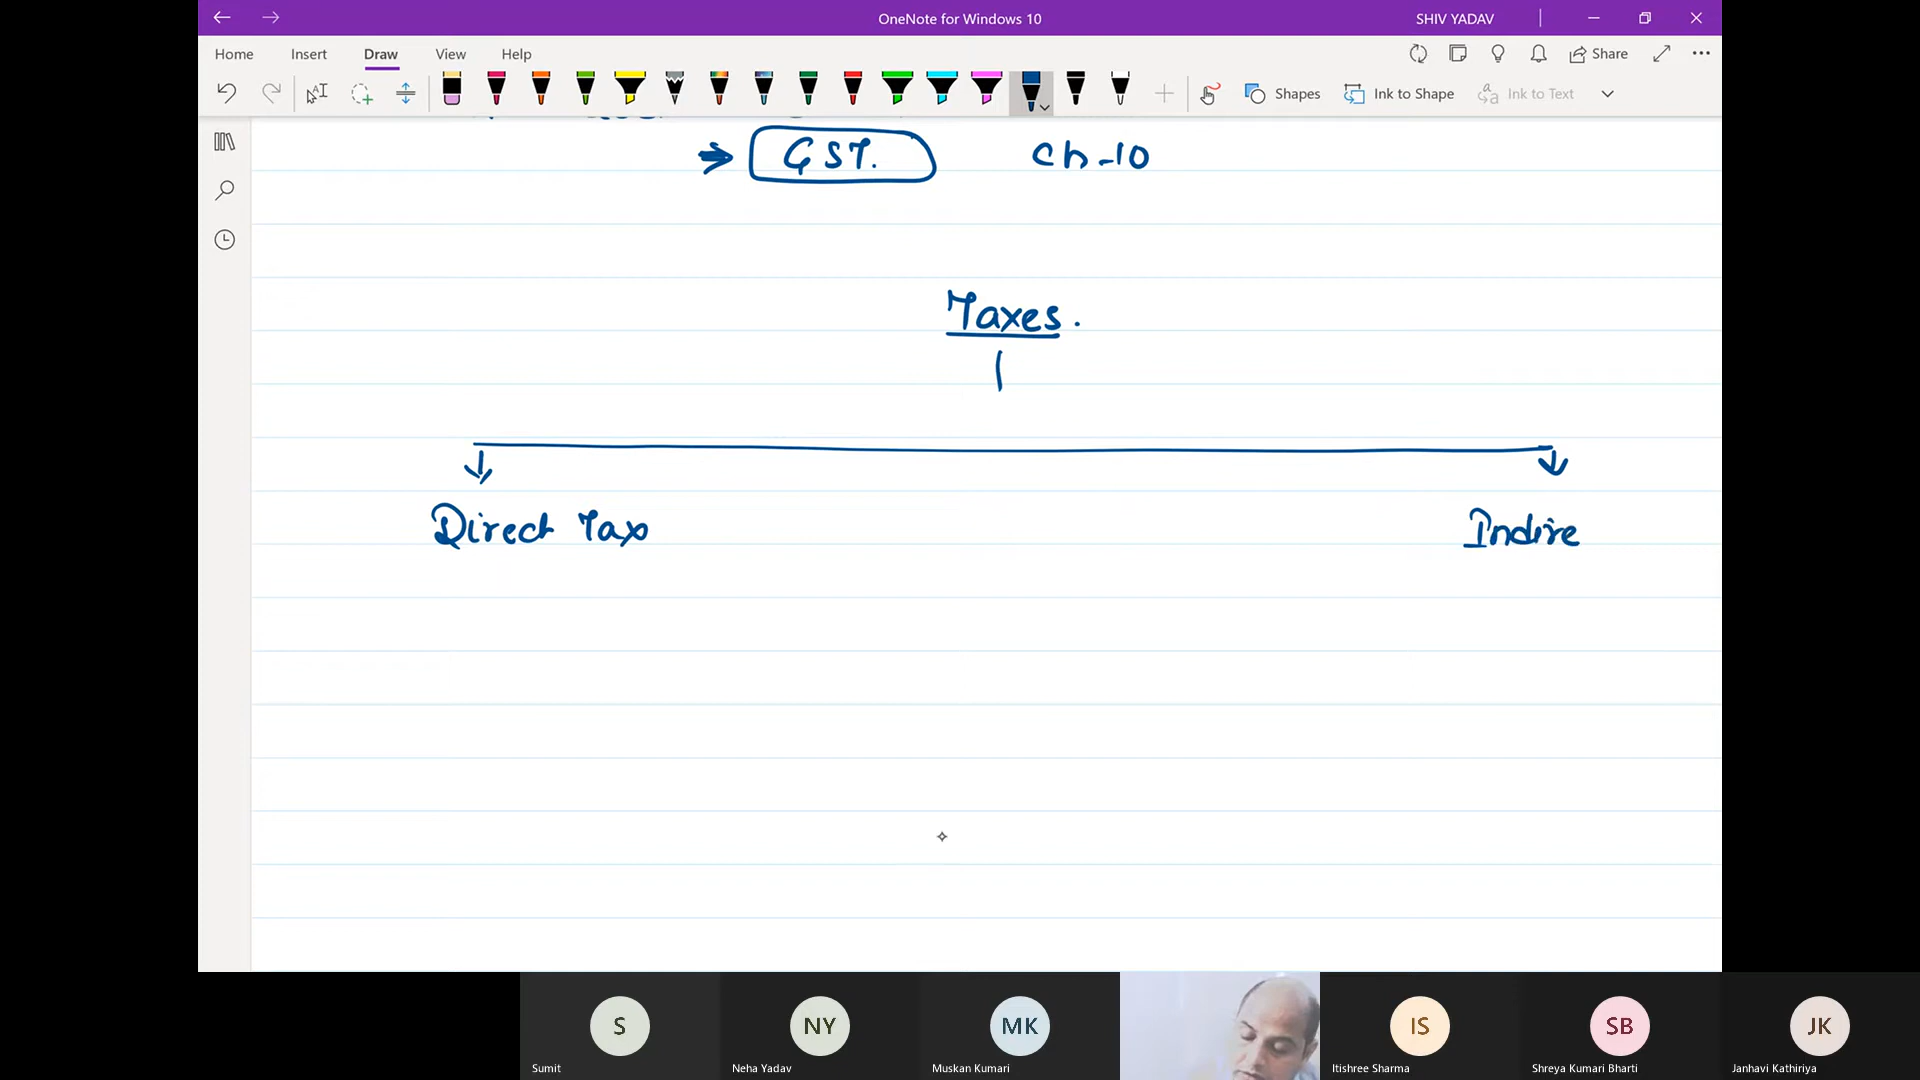 OneNote for Windows 10
SHIV YADAV
Home Insert Draw View Help
Share
Shapes
Ink to Shape
Ink to Text
GST. Ch-10
Taxes.
Direct Tax
Indire
S NY MK IS SB JK
Sumit Neha Yadav Muskan Kumari Itishree Sharma Shreya Kumari Bharti Janhavi Kathiriya